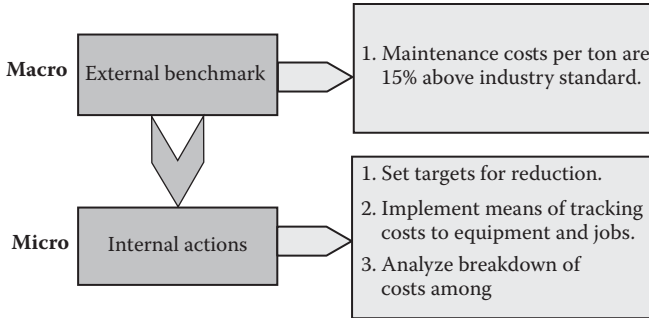 Macro
External benchmark
1. Maintenance costs per ton are
15% above industry standard.
Micro
Internal actions
1. Set targets for reduction.
2. Implement means of tracking
costs to equipment and jobs.
3. Analyze breakdown of
costs among